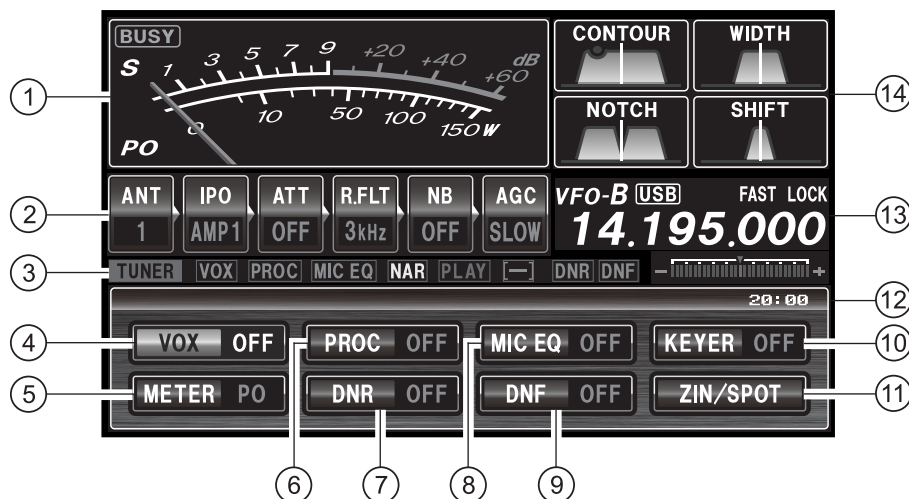 BUSY
S 1 3 5 7 9 +20 +40 +60 dB
0 10 50 100 150 W
PO
CONTOUR WIDTH
NOTCH SHIFT
1
14
ANT IPO ATT R.FLT NB AGC
1 AMP1 OFF 3kHz OFF SLOW
2
VFO-B USB FAST LOCK
14.195.000
13
3
TUNER VOX PROC MIC EQ NAR PLAY [—] DNR DNF
− +
20:00
12
4
VOX OFF PROC OFF MIC EQ OFF KEYER OFF
10
5
METER PO DNR OFF DNF OFF ZIN/SPOT
11
6 7 8 9